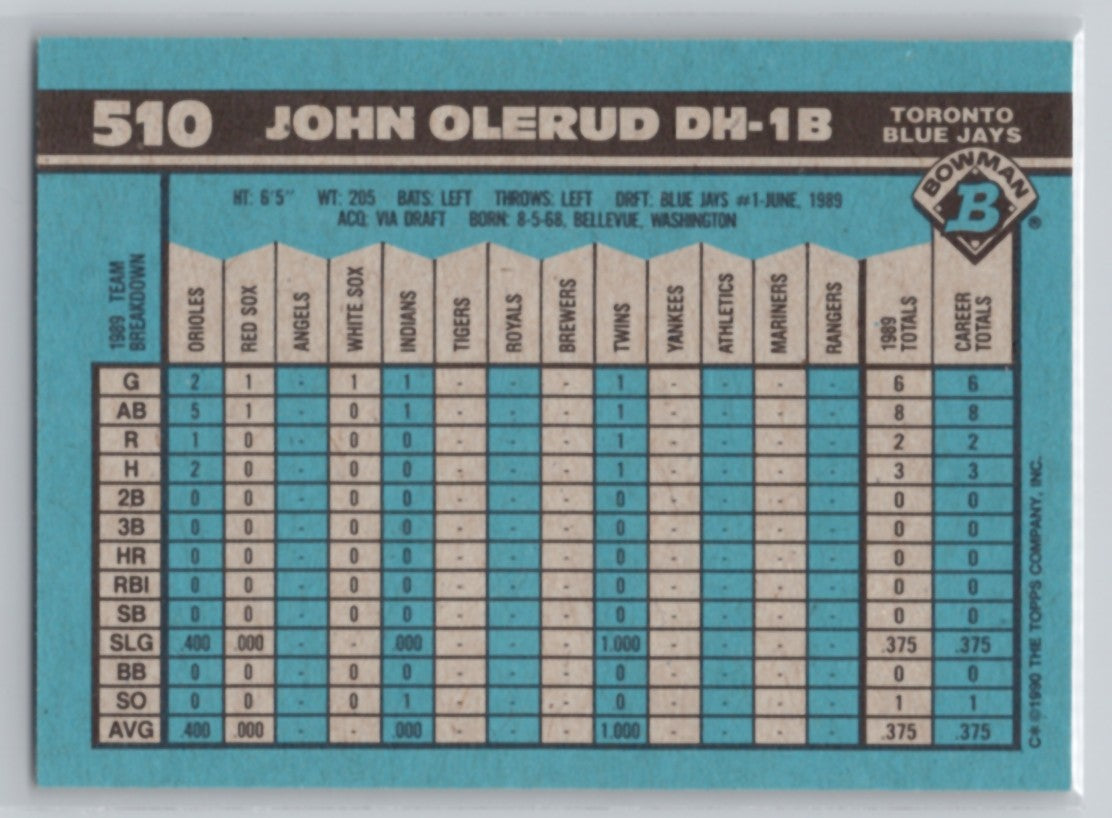 510 JOHN OLERUD DH-1B TORONTO
BLUE JAYS
BOWMAN
B
®
HT: 6'5" WT: 205 BATS: LEFT THROWS: LEFT DRFT: BLUE JAYS #1-JUNE, 1989
ACQ: VIA DRAFT BORN: 8-5-68, BELLEVUE, WASHINGTON
1989 TEAM BREAKDOWN ORIOLES RED SOX ANGELS WHITE SOX INDIANS TIGERS ROYALS BREWERS TWINS YANKEES ATHLETICS MARINERS RANGERS 1989 TOTALS CAREER TOTALS
G 2 1 - 1 1 - - - 1 - - - - 6 6
AB 5 1 - 0 1 - - - 1 - - - - 8 8
R 1 0 - 0 0 - - - 1 - - - - 2 2
H 2 0 - 0 0 - - - 1 - - - - 3 3
2B 0 0 - 0 0 - - - 0 - - - - 0 0
3B 0 0 - 0 0 - - - 0 - - - - 0 0
HR 0 0 - 0 0 - - - 0 - - - - 0 0
RBI 0 0 - 0 0 - - - 0 - - - - 0 0
SB 0 0 - 0 0 - - - 0 - - - - 0 0
SLG .400 .000 - - .000 - - - 1.000 - - - - .375 .375
BB 0 0 - 0 0 - - - 0 - - - - 0 0
SO 0 0 - 0 1 - - - 0 - - - - 1 1
AVG .400 .000 - - .000 - - - 1.000 - - - - .375 .375
C* ©1990 THE TOPPS COMPANY, INC.